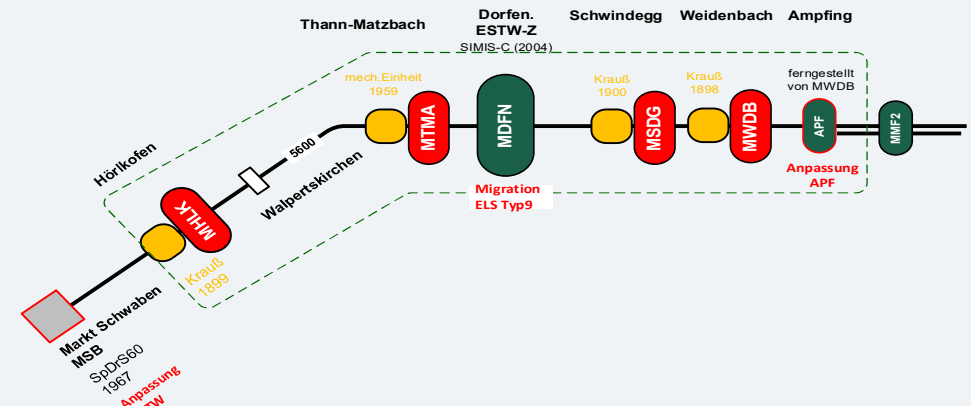 Thann-Matzbach
Dorfen.
ESTW-Z
SIMIS-C (2004)
Schwindegg
Weidenbach
Ampfing
mech.Einheit
1959
MTMA
MDFN
Migration
ELS Typ9
Krauß
1900
MSDG
Krauß
1898
MWDB
ferngestellt
von MWDB
APF
Anpassung
APF
MMF2
Hörlkofen
MHLK
Krauß
1899
5600
Walpertskirchen
Markt Schwaben
MSB
SpDrS60
1967
Anpassung